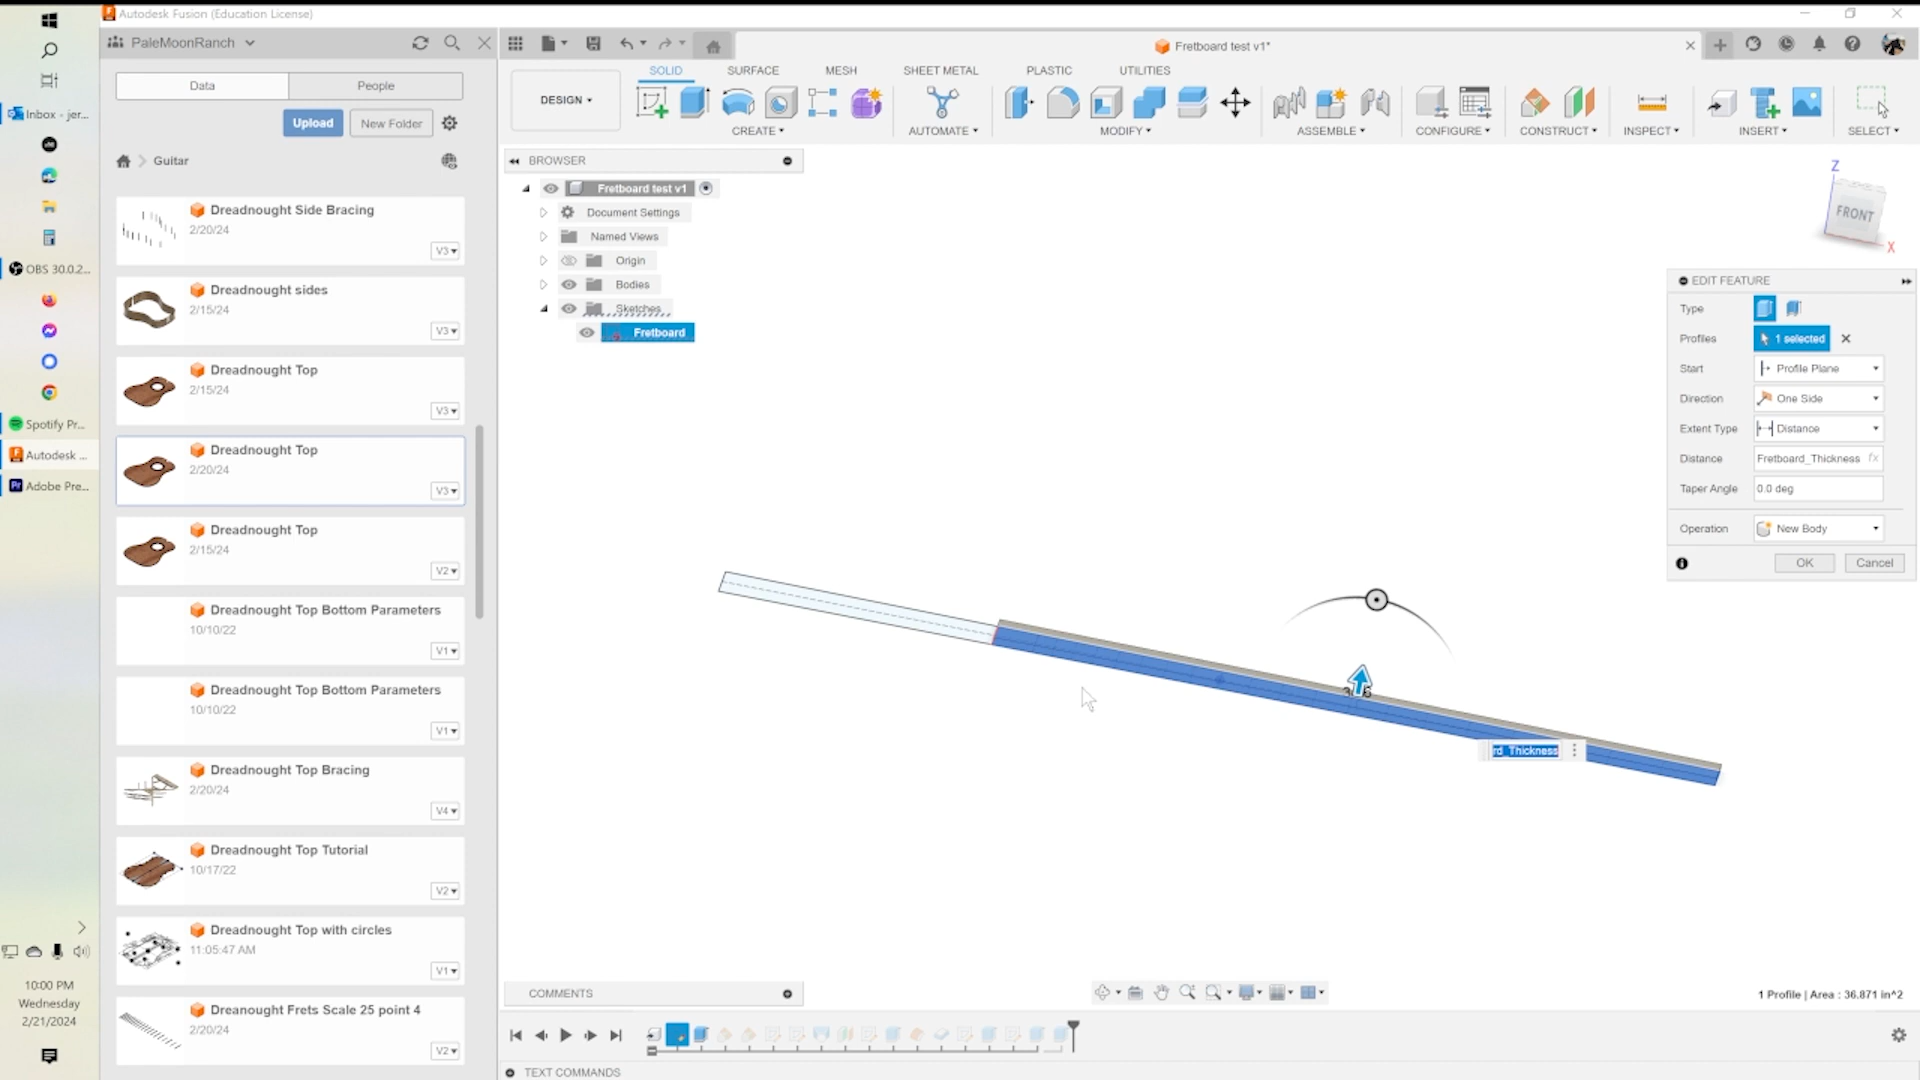 Autodesk Fusion (Education License)
PaleMoonRanch
Fretboard test v1*
Data
People
Upload
New Folder
Guitar
Dreadnought Side Bracing
2/20/24
V3
Dreadnought sides
2/15/24
V3
Dreadnought Top
2/15/24
V3
Dreadnought Top
2/20/24
V3
Dreadnought Top
2/15/24
V2
Dreadnought Top Bottom Parameters
10/10/22
V1
Dreadnought Top Bottom Parameters
10/10/22
V1
Dreadnought Top Bracing
2/20/24
V4
Dreadnought Top Tutorial
10/17/22
V2
Dreadnought Top with circles
11:05:47 AM
V1
Dreanought Frets Scale 25 point 4
2/20/24
V2
Inbox - jer...
OBS 30.0.2...
Spotify Pr...
Autodesk ...
Adobe Pre...
10:00 PM
Wednesday
2/21/2024
DESIGN
SOLID
SURFACE
MESH
SHEET METAL
PLASTIC
UTILITIES
CREATE
AUTOMATE
MODIFY
ASSEMBLE
CONFIGURE
CONSTRUCT
INSPECT
INSERT
SELECT
BROWSER
Fretboard test v1
Document Settings
Named Views
Origin
Bodies
Sketches
Fretboard
Z
FRONT
X
EDIT FEATURE
Type
Profiles
1 selected
Start
Profile Plane
Direction
One Side
Extent Type
Distance
Distance
Fretboard_Thickness
fx
Taper Angle
0.0 deg
Operation
New Body
OK
Cancel
rd_Thickness
COMMENTS
1 Profile | Area : 36.871 in^2
TEXT COMMANDS